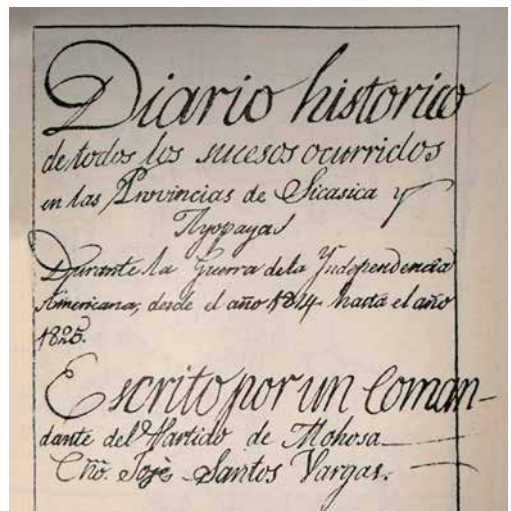 Diario historico
de todos los sucesos ocurridos
en las Provincias de Sicasica y
Ayopaya
Durante la Guerra dela Yndependencia
Americana, desde el año 1814 hasta el año
1825.
Escrito por un Coman-
dante del Partido de Mohosa
Cño. José Santos Vargas.